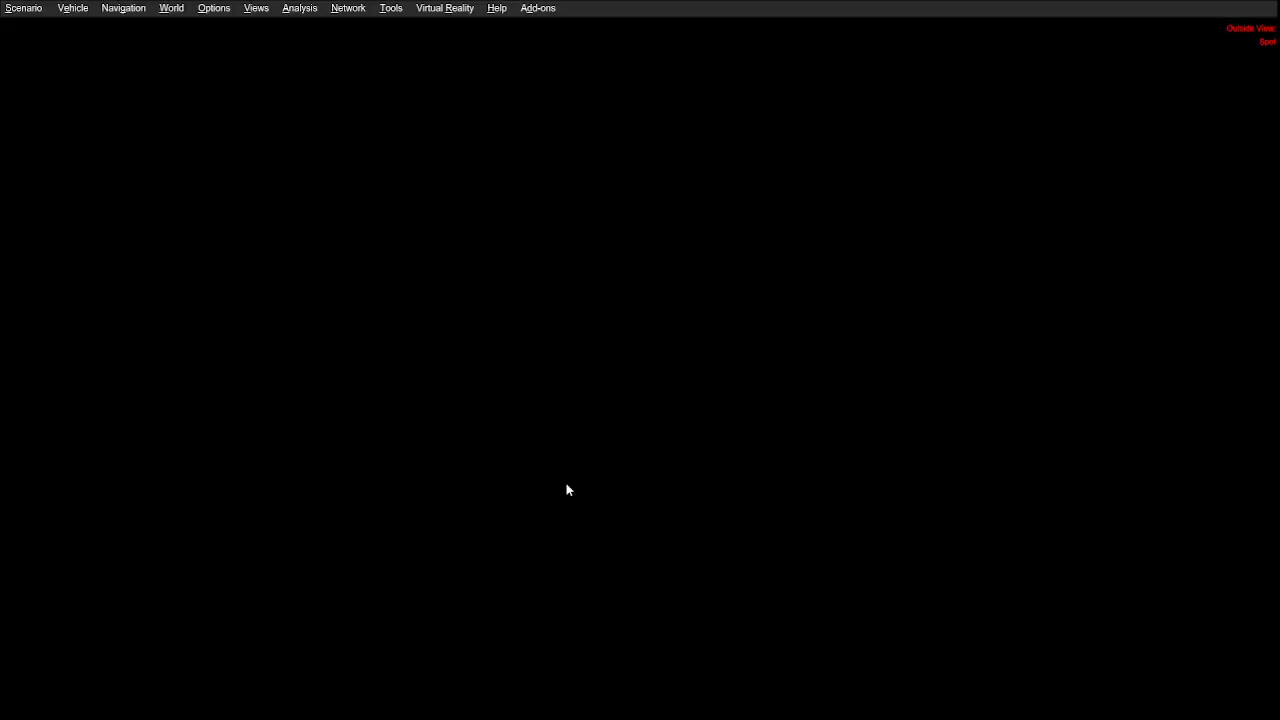 Scenario Vehicle Navigation World Options Views Analysis Network Tools Virtual Reality Help Add-ons
Outside View:
Spot